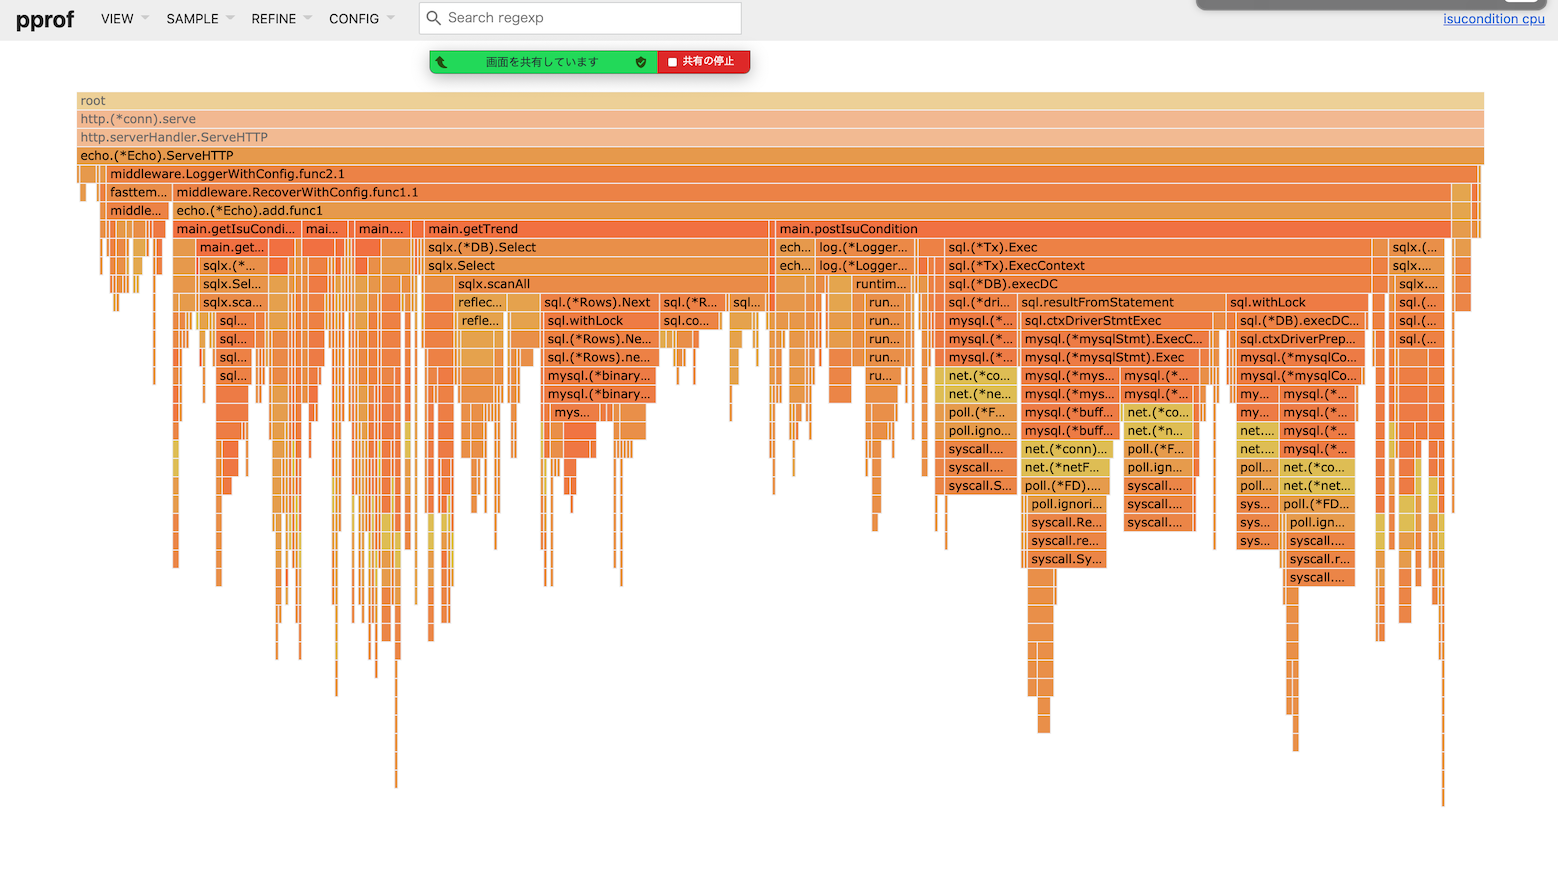 pprof VIEW SAMPLE REFINE CONFIG Search regexp isucondition cpu
画面を共有しています 共有の停止
root
http.(*conn).serve
http.serverHandler.ServeHTTP
echo.(*Echo).ServeHTTP
middleware.LoggerWithConfig.func2.1
fasttem... middleware.RecoverWithConfig.func1.1
middle... echo.(*Echo).add.func1
main.getIsuCondi... mai... main.... main.getTrend main.postIsuCondition
main.get... sqlx.(*DB).Select ech... log.(*Logger... sql.(*Tx).Exec sqlx.(...
sqlx.(*... sqlx.Select ech... log.(*Logger... sql.(*Tx).ExecContext sqlx....
sqlx.Sel... sqlx.scanAll runtim... sql.(*DB).execDC sqlx....
sqlx.sca... reflec... sql.(*Rows).Next sql.(*R... sql... run... sql.(*dri... sql.resultFromStatement sql.withLock sql.(...
sql... refle... sql.withLock sql.co... run... mysql.(*... sql.ctxDriverStmtExec sql.(*DB).execDC... sql.(...
sql... sql.(*Rows).Ne... run... mysql.(*... mysql.(*mysqlStmt).ExecC... sql.ctxDriverPrep... sql.(...
sql... sql.(*Rows).ne... run... mysql.(*... mysql.(*mysqlStmt).Exec mysql.(*mysqlCo...
sql... mysql.(*binary... ru... net.(*co... mysql.(*mys... mysql.(*... mysql.(*mysqlCo...
mysql.(*binary... net.(*ne... mysql.(*mys... mysql.(*... my... mysql.(*...
mys... poll.(*F... mysql.(*buff... net.(*co... my... mysql.(*...
poll.igno... mysql.(*buff... net.(*n... net.... mysql.(*...
syscall.... net.(*conn)... poll.(*F... net.... mysql.(*...
syscall.... net.(*netF... poll.ign... poll... net.(*co...
syscall.S... poll.(*FD).... syscall.... poll... net.(*net...
poll.ignori... syscall.... sys... poll.(*FD...
syscall.Re... syscall.... sys... poll.ign...
syscall.re... sys... syscall....
syscall.Sy... syscall.r...
syscall....